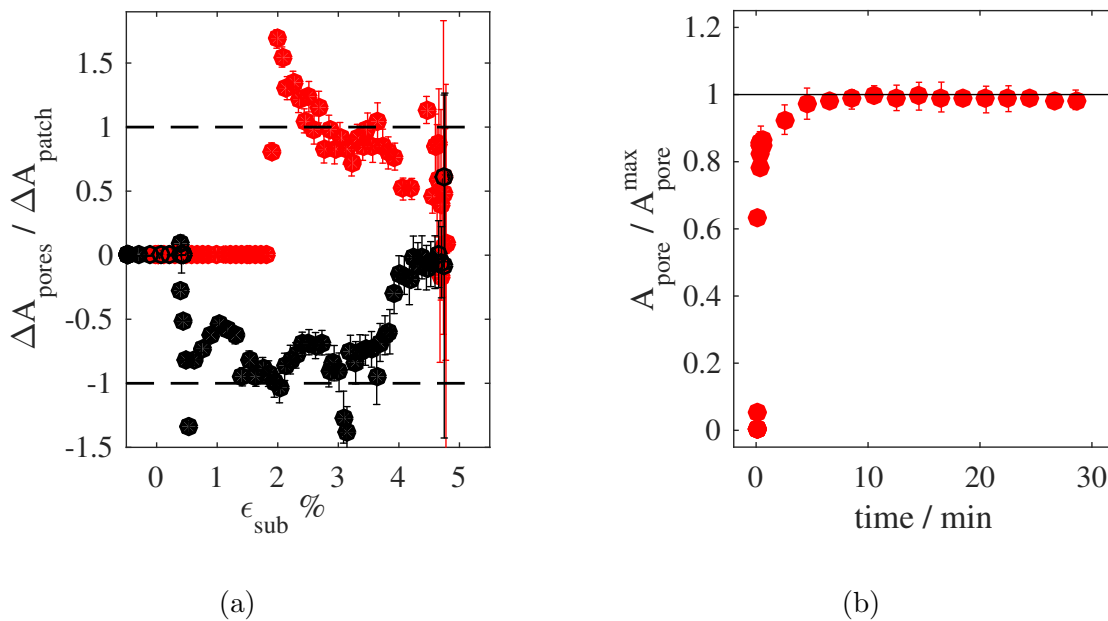 ΔA_pores / ΔA_patch
1.5
1
0.5
0
-0.5
-1
-1.5
0 1 2 3 4 5
ϵ_sub %
(a)
A_pore / A_pore^max
1.2
1
0.8
0.6
0.4
0.2
0
0 10 20 30
time / min
(b)